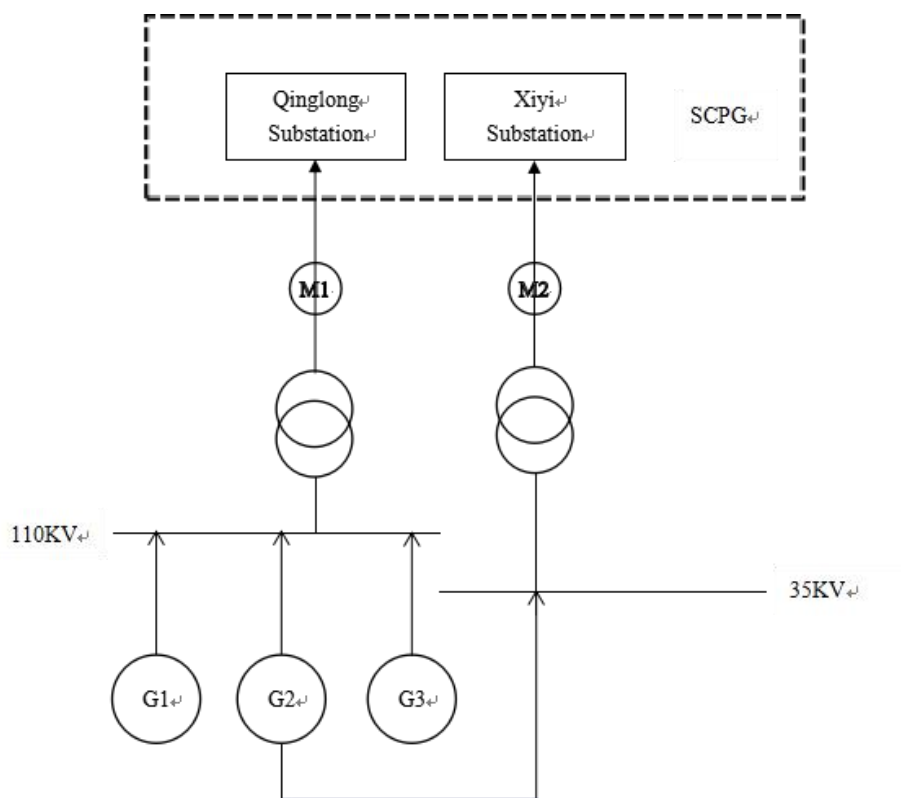 Qinglong↵
Substation↵
Xiyi↵
Substation↵
SCPG↵
M1
M2
110KV↵
35KV↵
G1↵
G2↵
G3↵